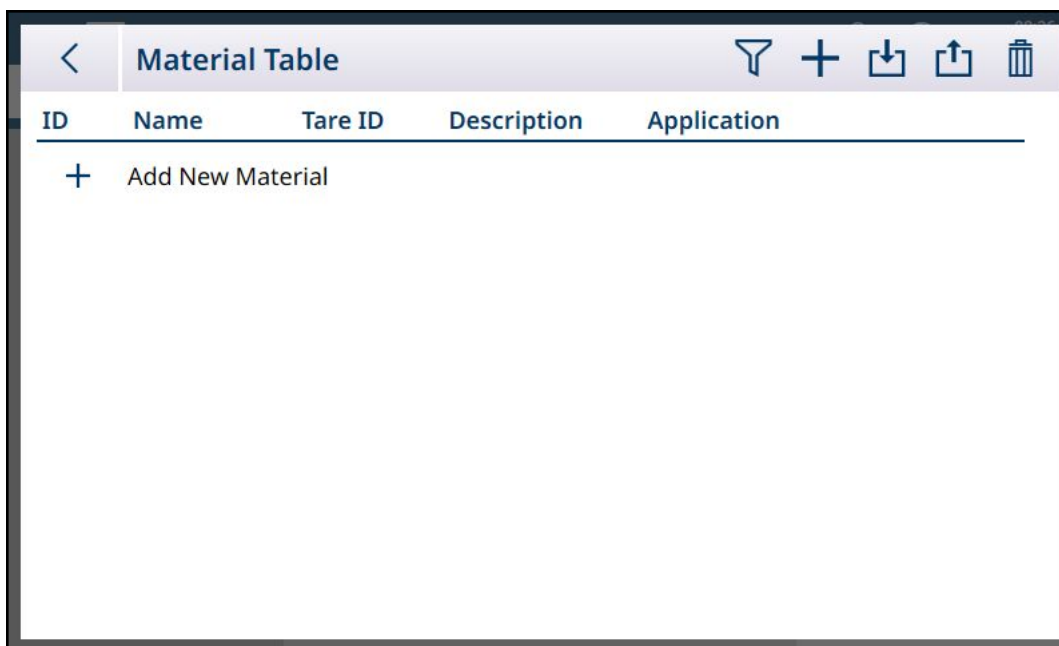 Material Table
ID Name Tare ID Description Application
Add New Material